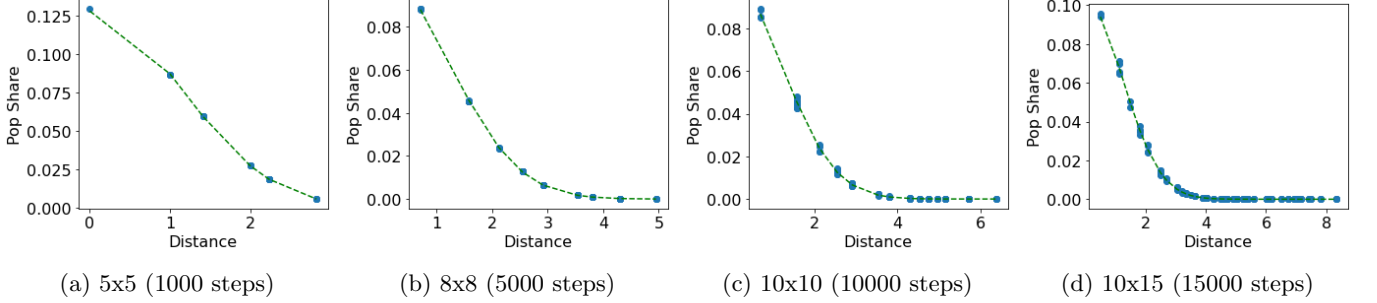 0.125
0.100
0.075
0.050
0.025
0.000
Pop Share
0 1 2
Distance
(a) 5x5 (1000 steps)
0.08
0.06
0.04
0.02
0.00
Pop Share
1 2 3 4 5
Distance
(b) 8x8 (5000 steps)
0.08
0.06
0.04
0.02
0.00
Pop Share
2 4 6
Distance
(c) 10x10 (10000 steps)
0.10
0.08
0.06
0.04
0.02
0.00
Pop Share
2 4 6 8
Distance
(d) 10x15 (15000 steps)